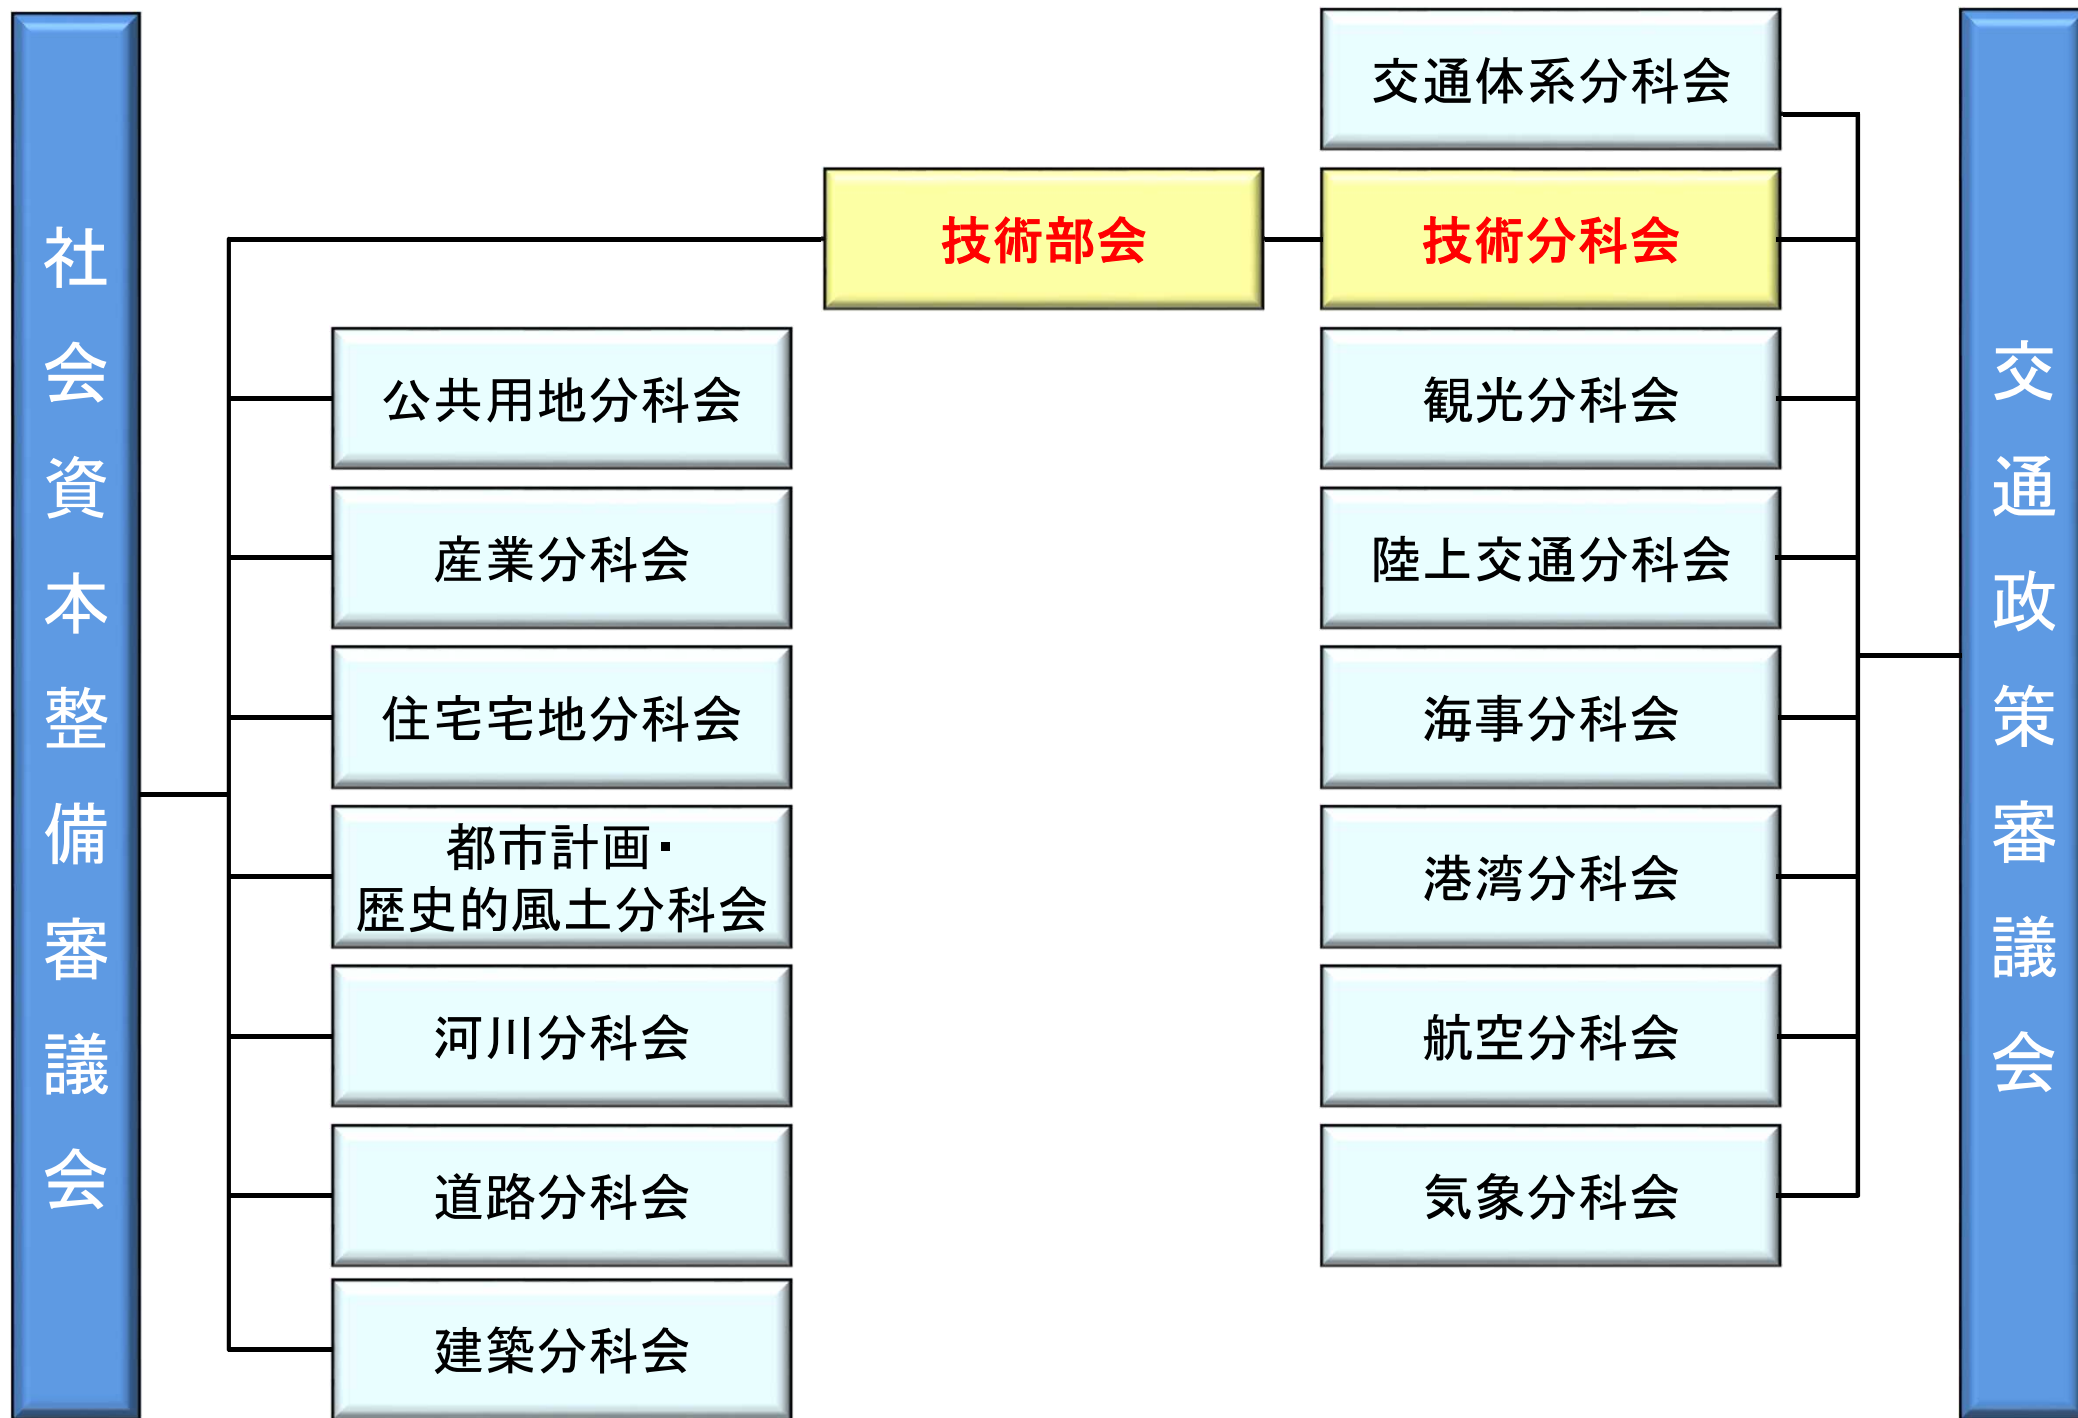 社会資本整備審議会
技術部会
公共用地分科会
産業分科会
住宅宅地分科会
都市計画・
歴史的風土分科会
河川分科会
道路分科会
建築分科会
交通体系分科会
技術分科会
観光分科会
陸上交通分科会
海事分科会
港湾分科会
航空分科会
気象分科会
交通政策審議会